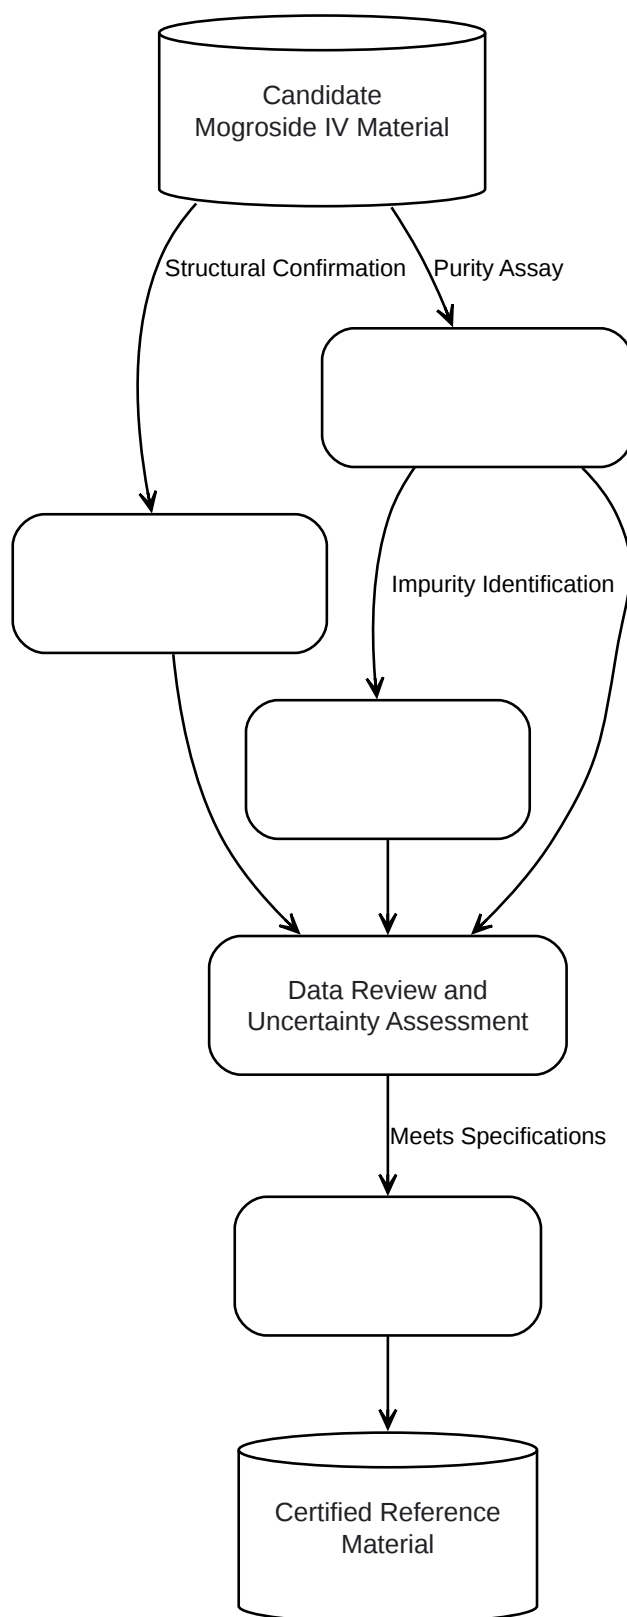 Candidate
Mogroside IV Material
Structural Confirmation
Purity Assay
Impurity Identification
Data Review and
Uncertainty Assessment
Meets Specifications
Certified Reference
Material